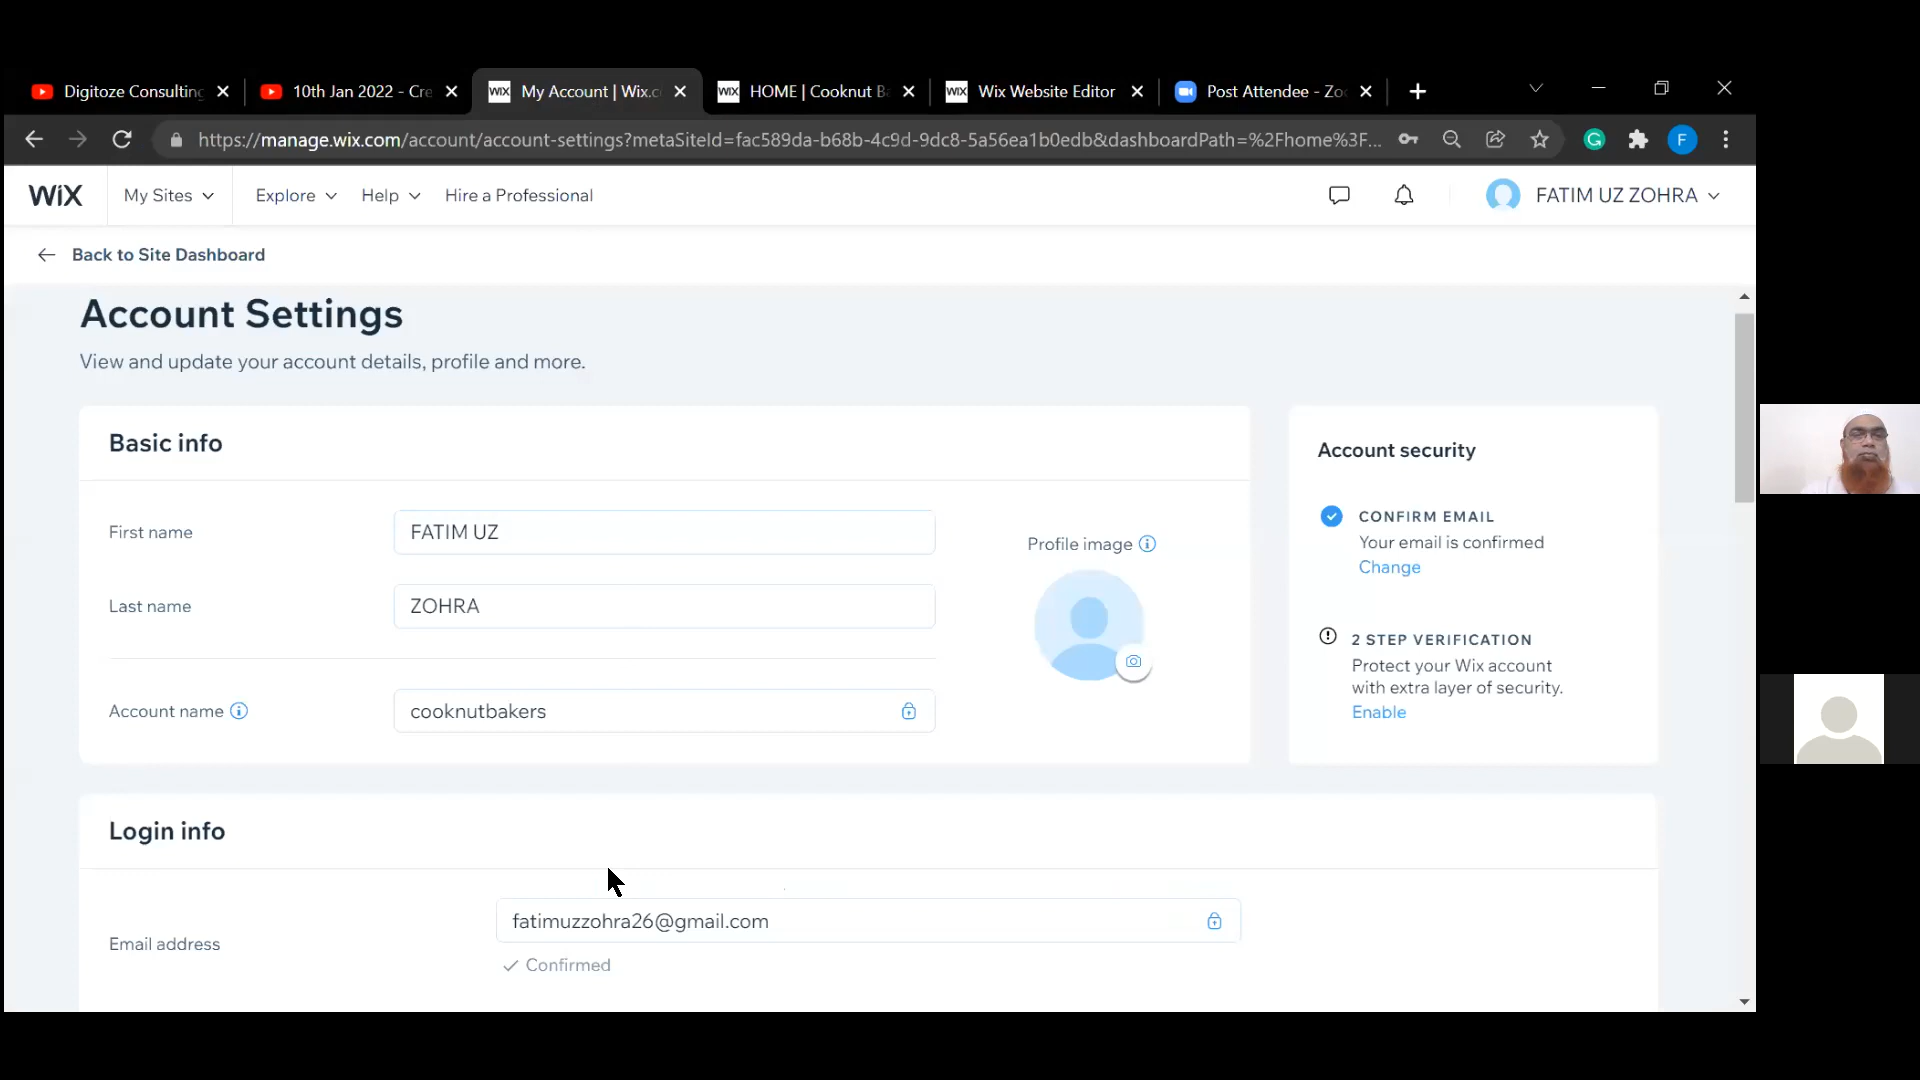 Digitoze Consulting
10th Jan 2022 - Cre
WIX My Account | Wix.c
WIX HOME | Cooknut B
WIX Wix Website Editor
Post Attendee - Zo
https://manage.wix.com/account/account-settings?metaSiteId=fac589da-b68b-4c9d-9dc8-5a56ea1b0edb&dashboardPath=%2Fhome%3F...
G
F
WIX
My Sites
Explore
Help
Hire a Professional
FATIM UZ ZOHRA
Back to Site Dashboard
Account Settings
View and update your account details, profile and more.
Basic info
First name
FATIM UZ
Last name
ZOHRA
Account name
cooknutbakers
Profile image
Account security
CONFIRM EMAIL
Your email is confirmed
Change
2 STEP VERIFICATION
Protect your Wix account
with extra layer of security.
Enable
Login info
Email address
fatimuzzohra26@gmail.com
Confirmed